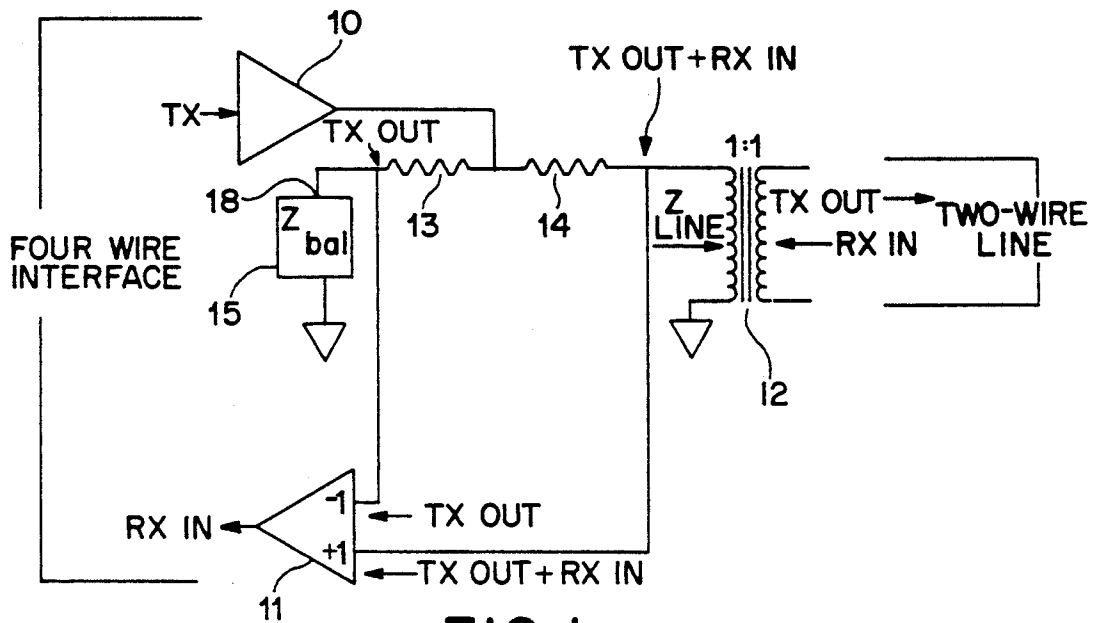 10
TX OUT+RX IN
TX
TX OUT
1:1
18
13
14
Z
LINE
TX OUT
TWO-WIRE
LINE
RX IN
Z
bal
FOUR WIRE
INTERFACE
15
12
-1
TX OUT
RX IN
+1
TX OUT+RX IN
11